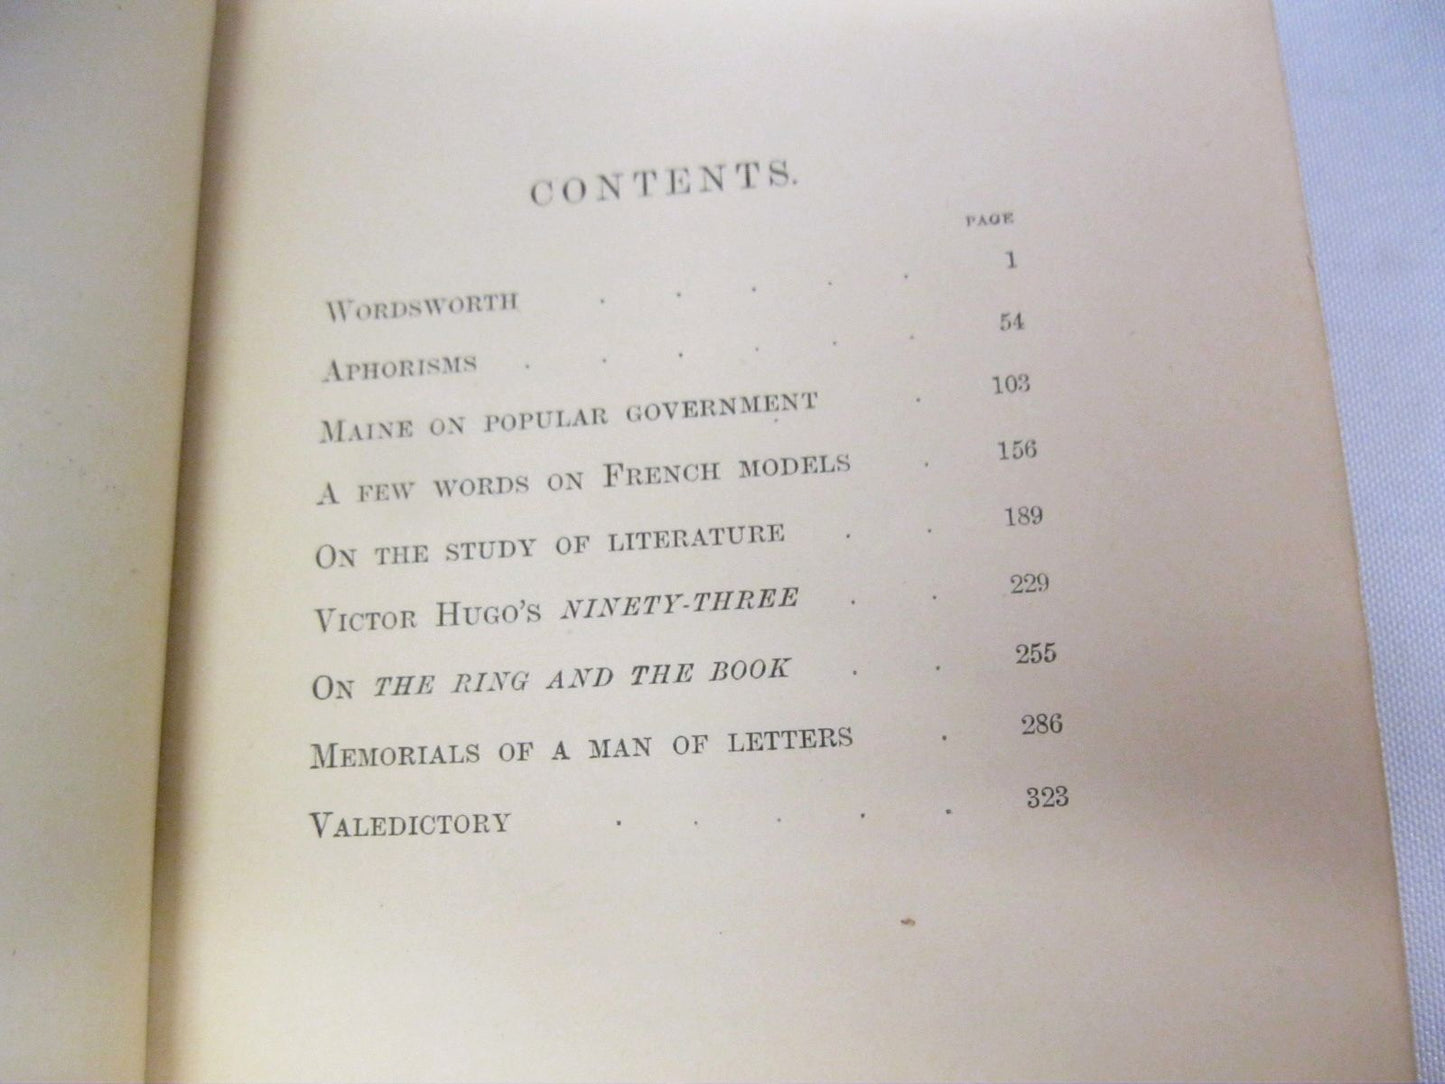 CONTENTS.
PAGE
WORDSWORTH . . . . . 1
APHORISMS . . . . . . 54
MAINE ON POPULAR GOVERNMENT . 103
A FEW WORDS ON FRENCH MODELS . 156
ON THE STUDY OF LITERATURE . . 189
VICTOR HUGO'S NINETY-THREE . . 229
ON THE RING AND THE BOOK . . 255
MEMORIALS OF A MAN OF LETTERS . 286
VALEDICTORY . . . . . 323